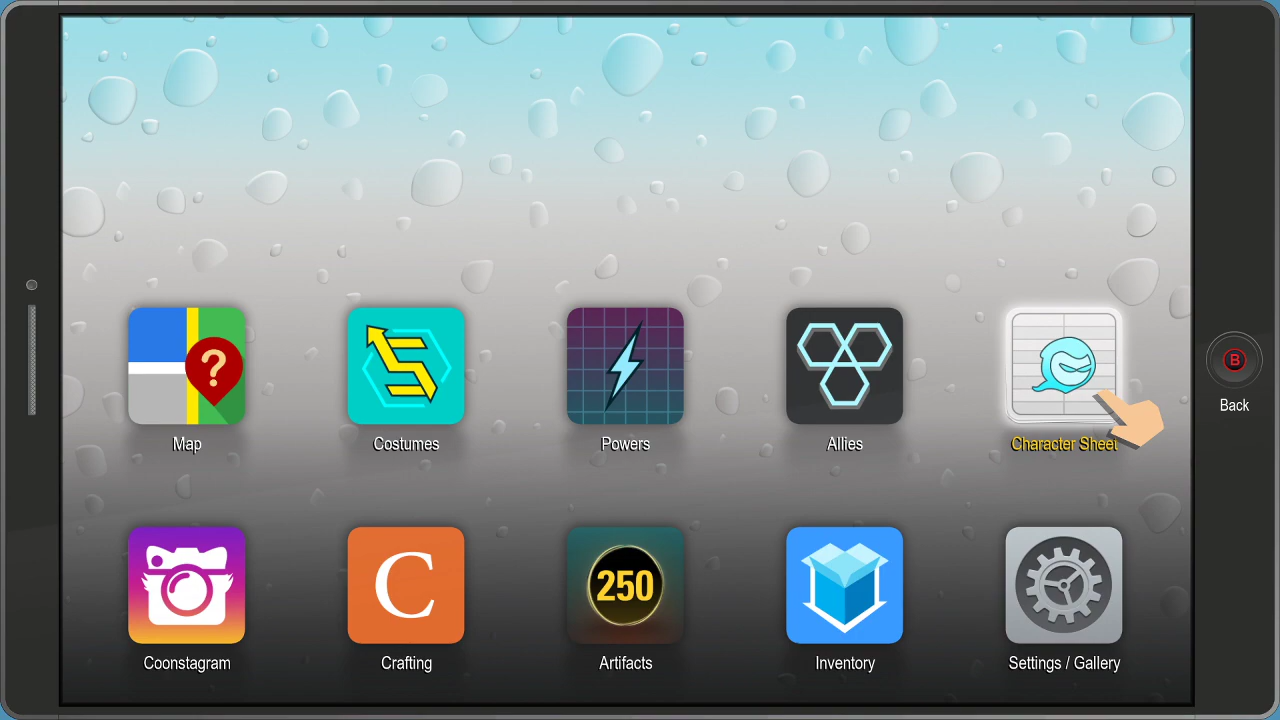 ?
Map
Costumes
Powers
Allies
Character Sheet
B
Back
C
250
Coonstagram
Crafting
Artifacts
Inventory
Settings / Gallery